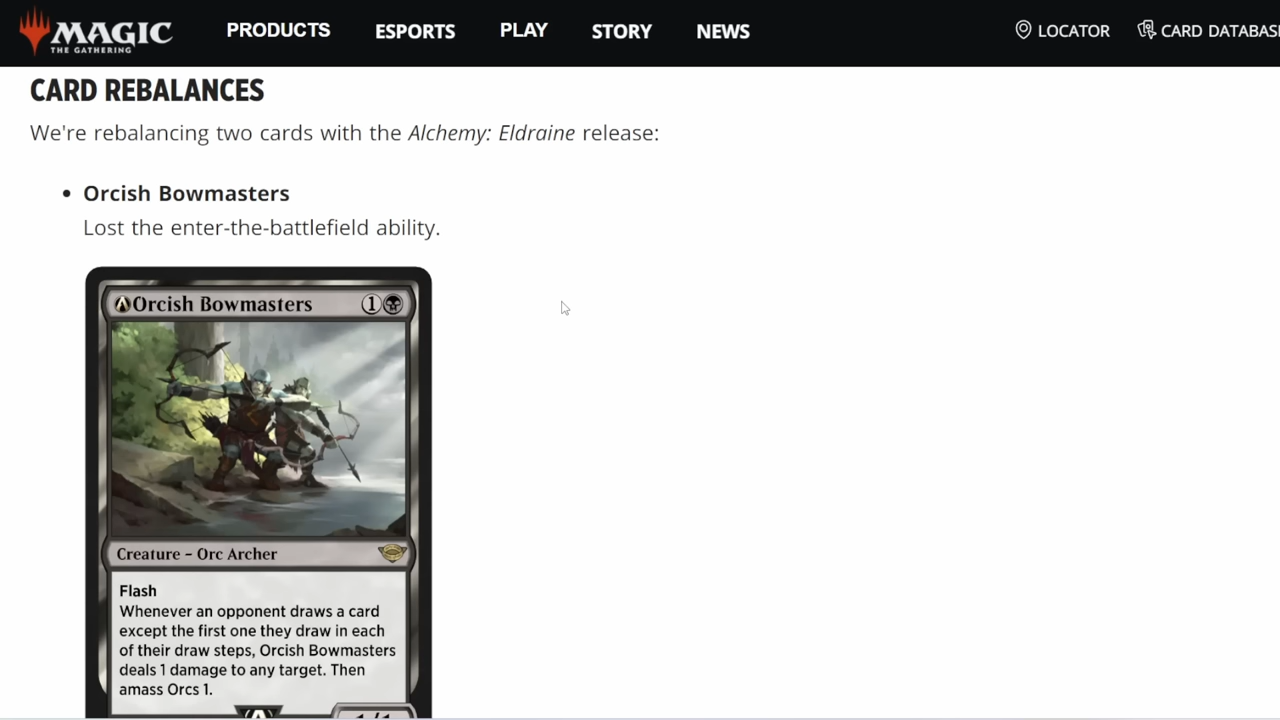 MAGIC
THE GATHERING
PRODUCTS
ESPORTS
PLAY
STORY
NEWS
LOCATOR
CARD DATABAS
CARD REBALANCES
We're rebalancing two cards with the Alchemy: Eldraine release:
• Orcish Bowmasters
Lost the enter-the-battlefield ability.
Orcish Bowmasters 1
Creature – Orc Archer
Flash
Whenever an opponent draws a card
except the first one they draw in each
of their draw steps, Orcish Bowmasters
deals 1 damage to any target. Then
amass Orcs 1.
1/1